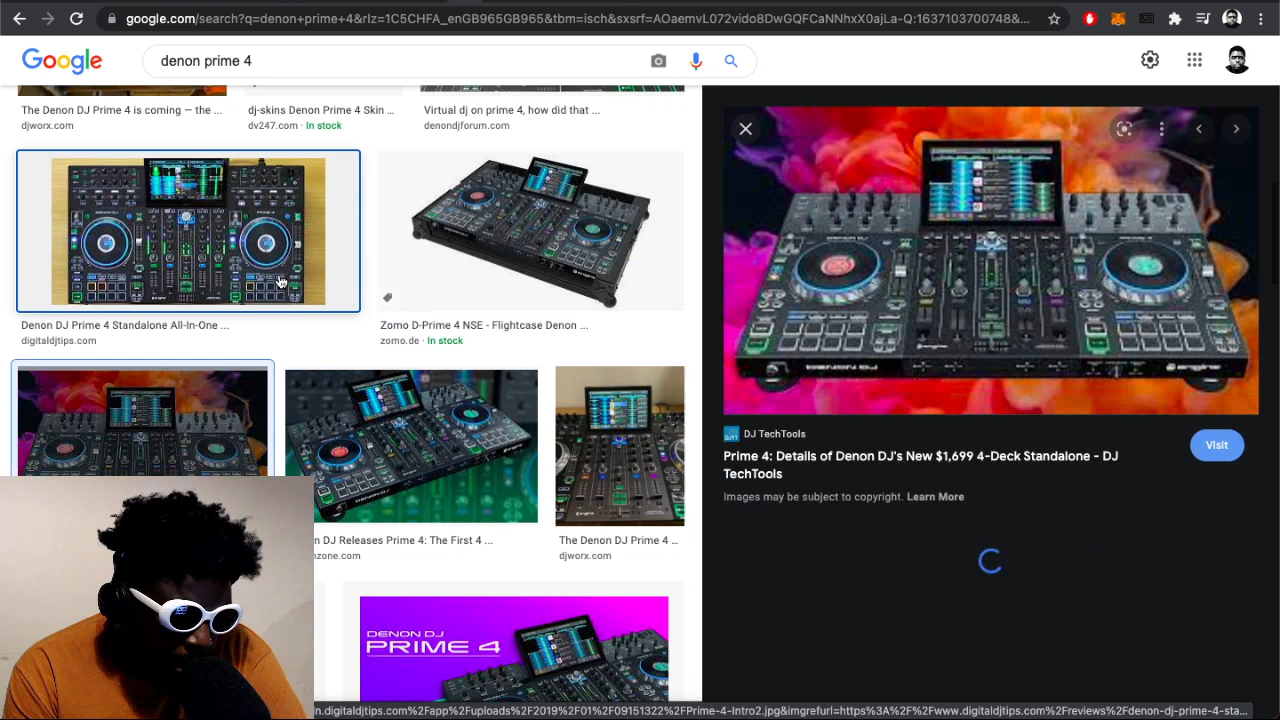 google.com/search?q=denon+prime+4&rlz=1C5CHFA_enGB965GB965&tbm=isch&sxsrf=AOaemvL072vido8DwGQFCaNNhxX0ajLa-Q:1637103700748&...
Google
denon prime 4
The Denon DJ Prime 4 is coming — the ...
djworx.com
dj-skins Denon Prime 4 Skin ...
dv247.com · In stock
Virtual dj on prime 4, how did that ...
denondjforum.com
Denon DJ Prime 4 Standalone All-In-One ...
digitaldjtips.com
Zomo D-Prime 4 NSE - Flightcase Denon ...
zomo.de · In stock
DENON DJ
engine
DJ TechTools
Visit
Prime 4: Details of Denon DJ's New $1,699 4-Deck Standalone - DJ
TechTools
Images may be subject to copyright. Learn More
n DJ Releases Prime 4: The First 4 ...
nzone.com
The Denon DJ Prime 4 ...
djworx.com
DENON DJ
PRIME 4
n.digitaldjtips.com%2Fapp%2Fuploads%2F2019%2F01%2F09151322%2FPrime-4-Intro2.jpg&imgrefurl=https%3A%2F%2Fwww.digitaldjtips.com%2Freviews%2Fdenon-dj-prime-4-sta...